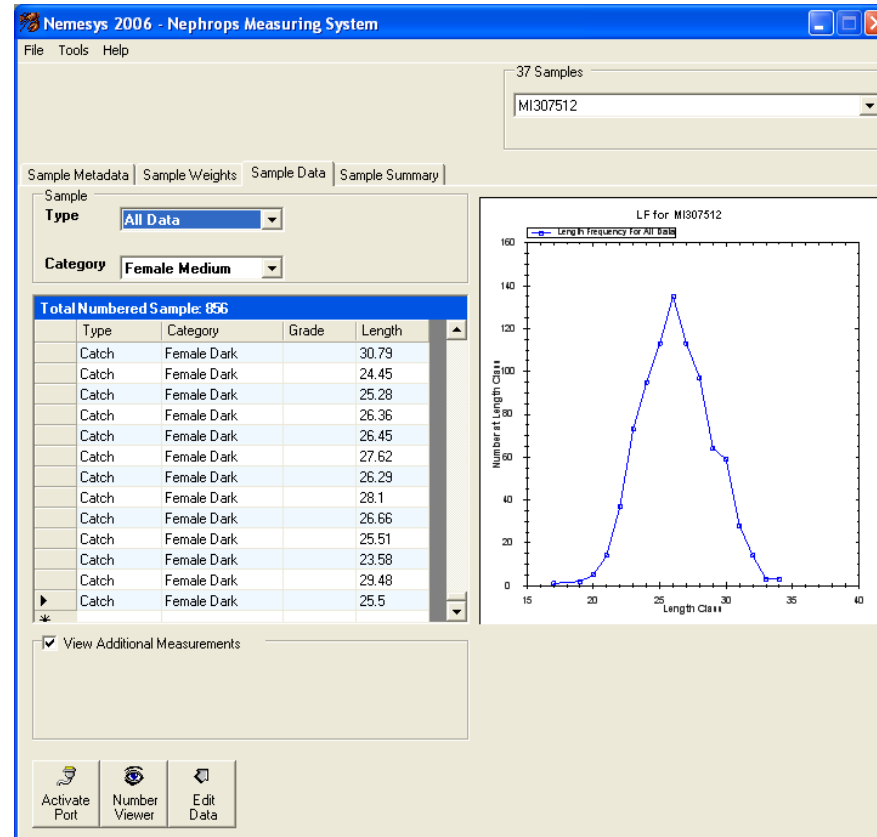 Nemesys 2006 - Nephrops Measuring System
File Tools Help
37 Samples
MI307512
Sample Metadata Sample Weights Sample Data Sample Summary
Sample
Type All Data
Category Female Medium
Total Numbered Sample: 856
Type Category Grade Length
Catch Female Dark 30.79
Catch Female Dark 24.45
Catch Female Dark 25.28
Catch Female Dark 26.36
Catch Female Dark 26.45
Catch Female Dark 27.62
Catch Female Dark 26.29
Catch Female Dark 28.1
Catch Female Dark 26.66
Catch Female Dark 25.51
Catch Female Dark 23.58
Catch Female Dark 29.48
Catch Female Dark 25.5
LF for MI307512
Length Frequency For All Data
160
140
120
100
80
60
40
20
0
Number at Length Class
15 20 25 30 35 40
Length Class
View Additional Measurements
Activate Port
Number Viewer
Edit Data